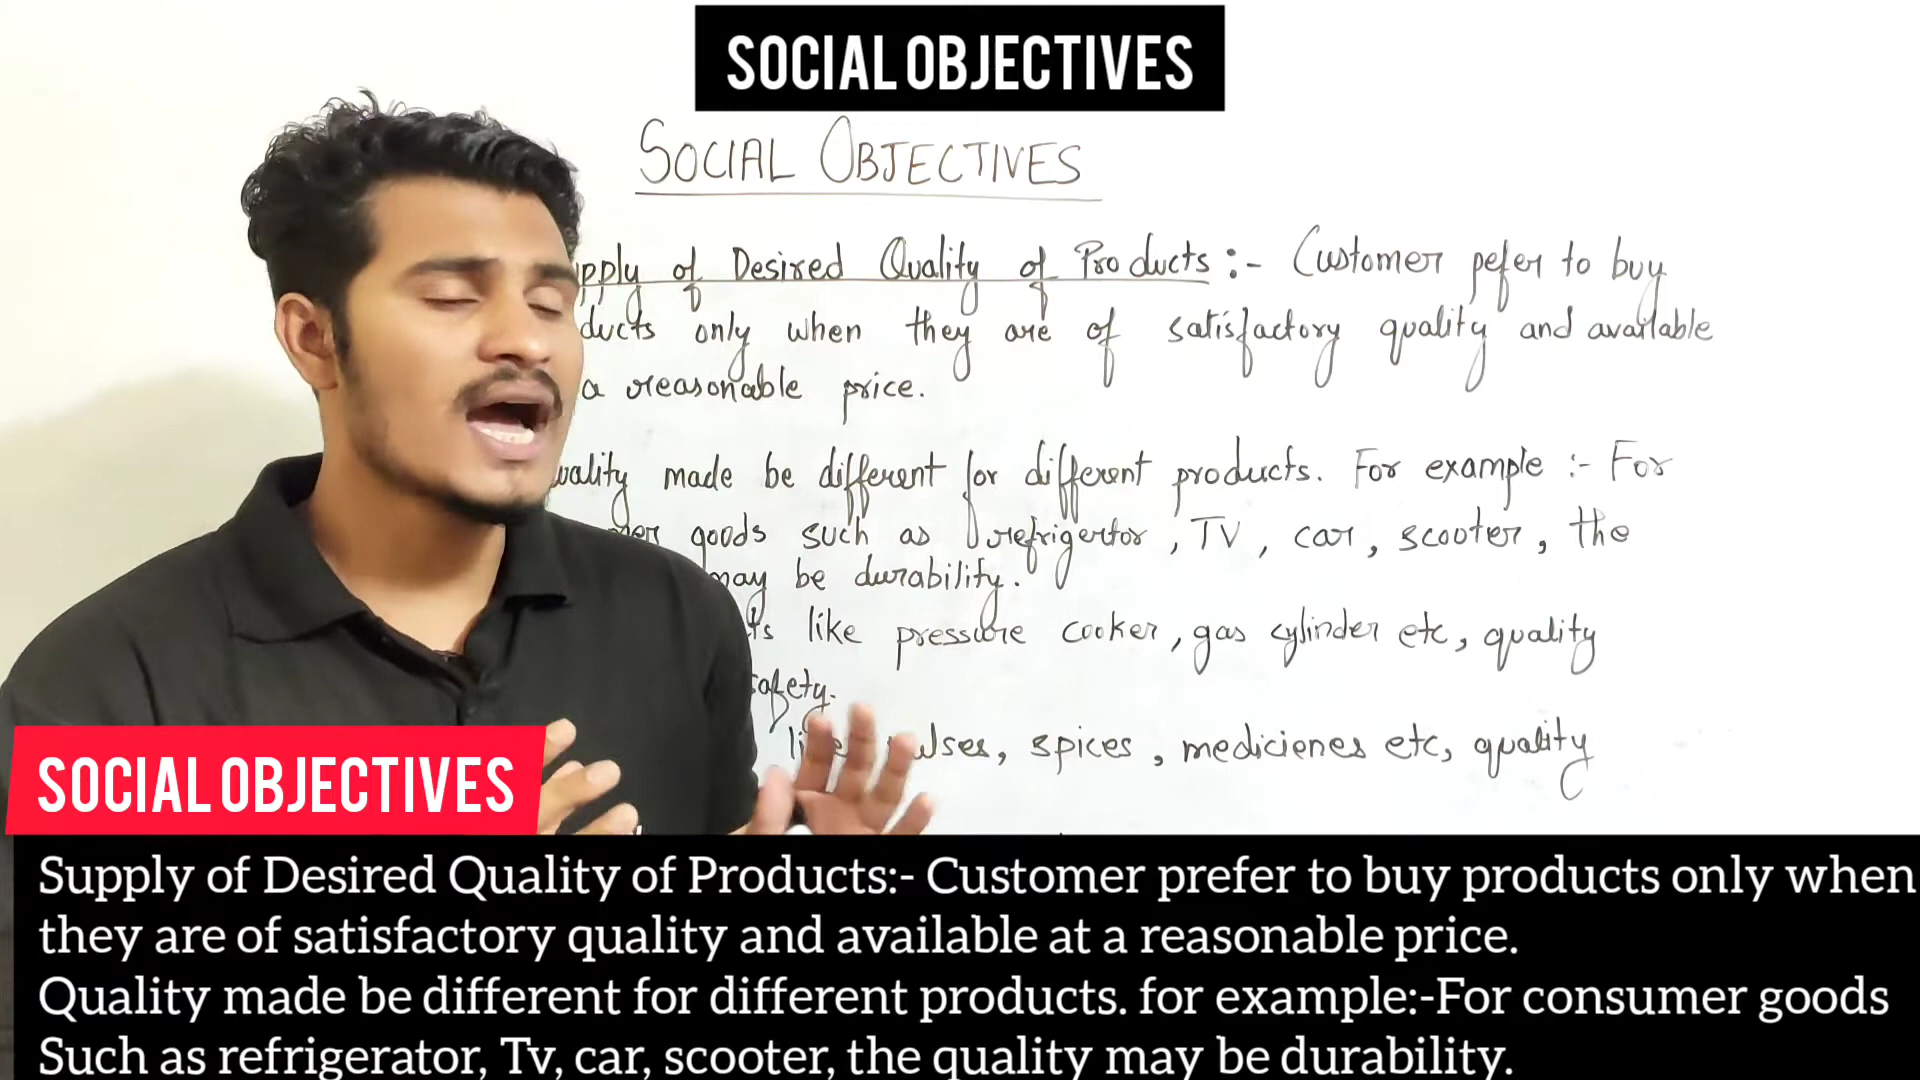 SOCIAL OBJECTIVES
SOCIAL OBJECTIVES
pply of Desired Quality of Products :- Customer pefer to buy
ducts only when they are of satisfactory quality and available
a reasonable price.
uality made be different for different products. For example :- For
mer goods such as refrigertor, TV, car, scooter, the
may be durability.
ts like pressure cooker, gas cylinder etc, quality
safety.
pulses, spices, medicienes etc, quality
SOCIAL OBJECTIVES
Supply of Desired Quality of Products:- Customer prefer to buy products only when
they are of satisfactory quality and available at a reasonable price.
Quality made be different for different products. for example:-For consumer goods
Such as refrigerator, Tv, car, scooter, the quality may be durability.